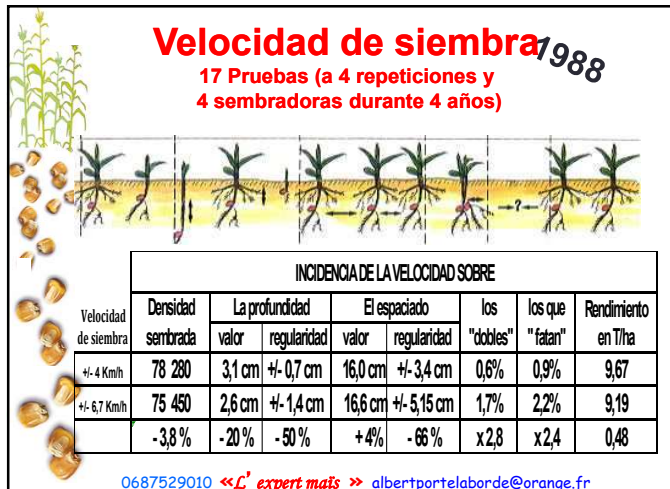 Velocidad de siembra
1988
17 Pruebas (a 4 repeticiones y
4 sembradoras durante 4 años)
?
INCIDENCIA DE LA VELOCIDAD SOBRE
Velocidad de siembra | Densidad sembrada | La profundidad | El espaciado | los "dobles" | los que "fatan" | Rendimiento en T/ha
valor | regularidad | valor | regularidad
+/- 4 Km/h | 78 280 | 3,1 cm | +/- 0,7 cm | 16,0 cm | +/- 3,4 cm | 0,6% | 0,9% | 9,67
+/- 6,7 Km/h | 75 450 | 2,6 cm | +/- 1,4 cm | 16,6 cm | +/- 5,15 cm | 1,7% | 2,2% | 9,19
- 3,8 % | - 20 % | - 50 % | + 4% | - 66 % | x 2,8 | x 2,4 | 0,48
0687529010 «L' expert maïs » albertportelaborde@orange.fr